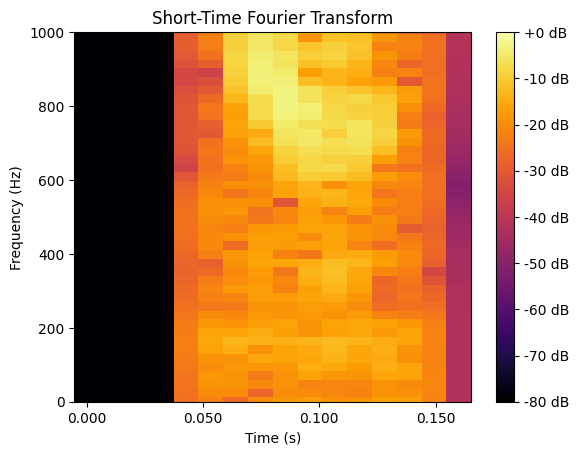 Short-Time Fourier Transform
1000
800
600
400
200
0
Frequency (Hz)
0.000
0.050
0.100
0.150
Time (s)
+0 dB
-10 dB
-20 dB
-30 dB
-40 dB
-50 dB
-60 dB
-70 dB
-80 dB